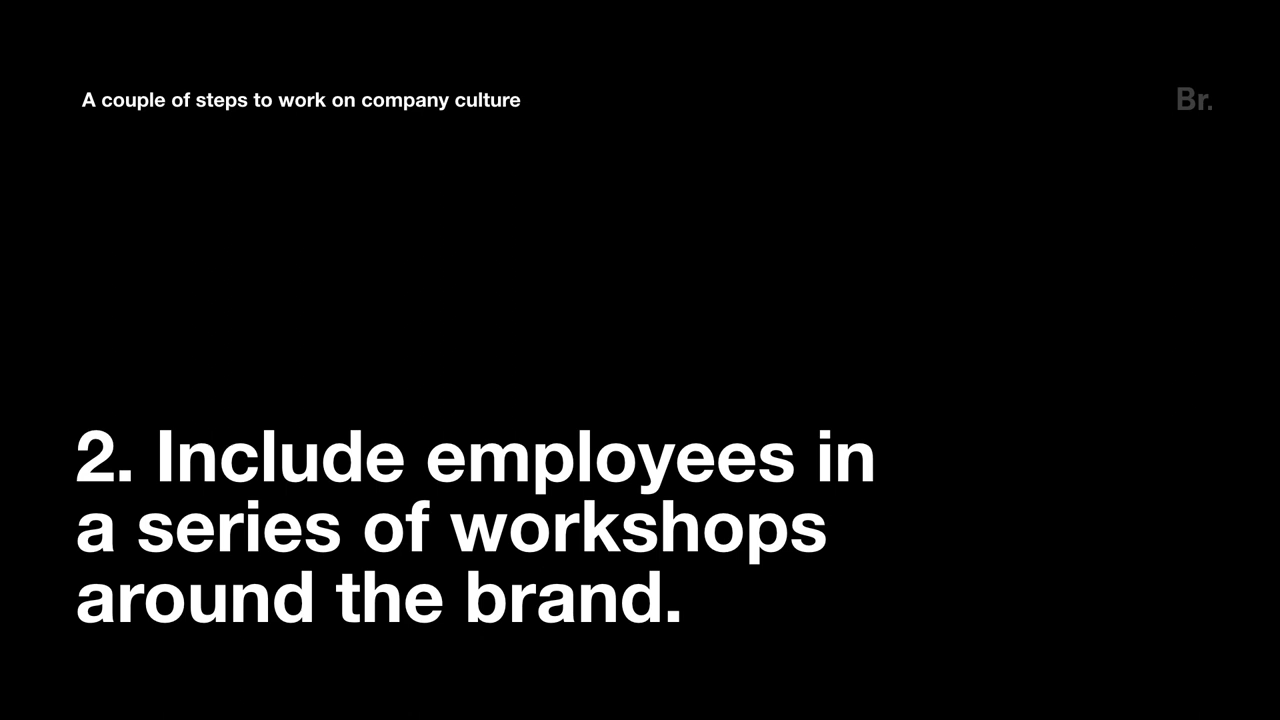 A couple of steps to work on company culture
Br.
2. Include employees in
a series of workshops
around the brand.